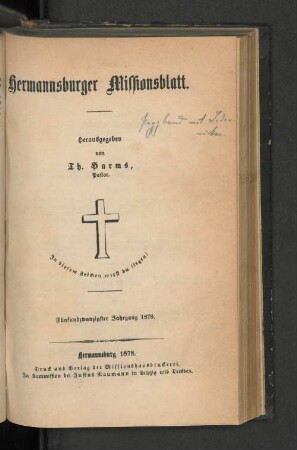 Hermannsburger Missionsblatt.
Herausgegeben
von
Th. Harms,
Pastor.
In diesem Zeichen wirst du siegen!
Fünfundzwanzigster Jahrgang 1878.
Hermannsburg 1878.
Druck und Verlag der Missionshausdruckerei.
In Kommission bei Justus Naumann in Leipzig und Dresden.